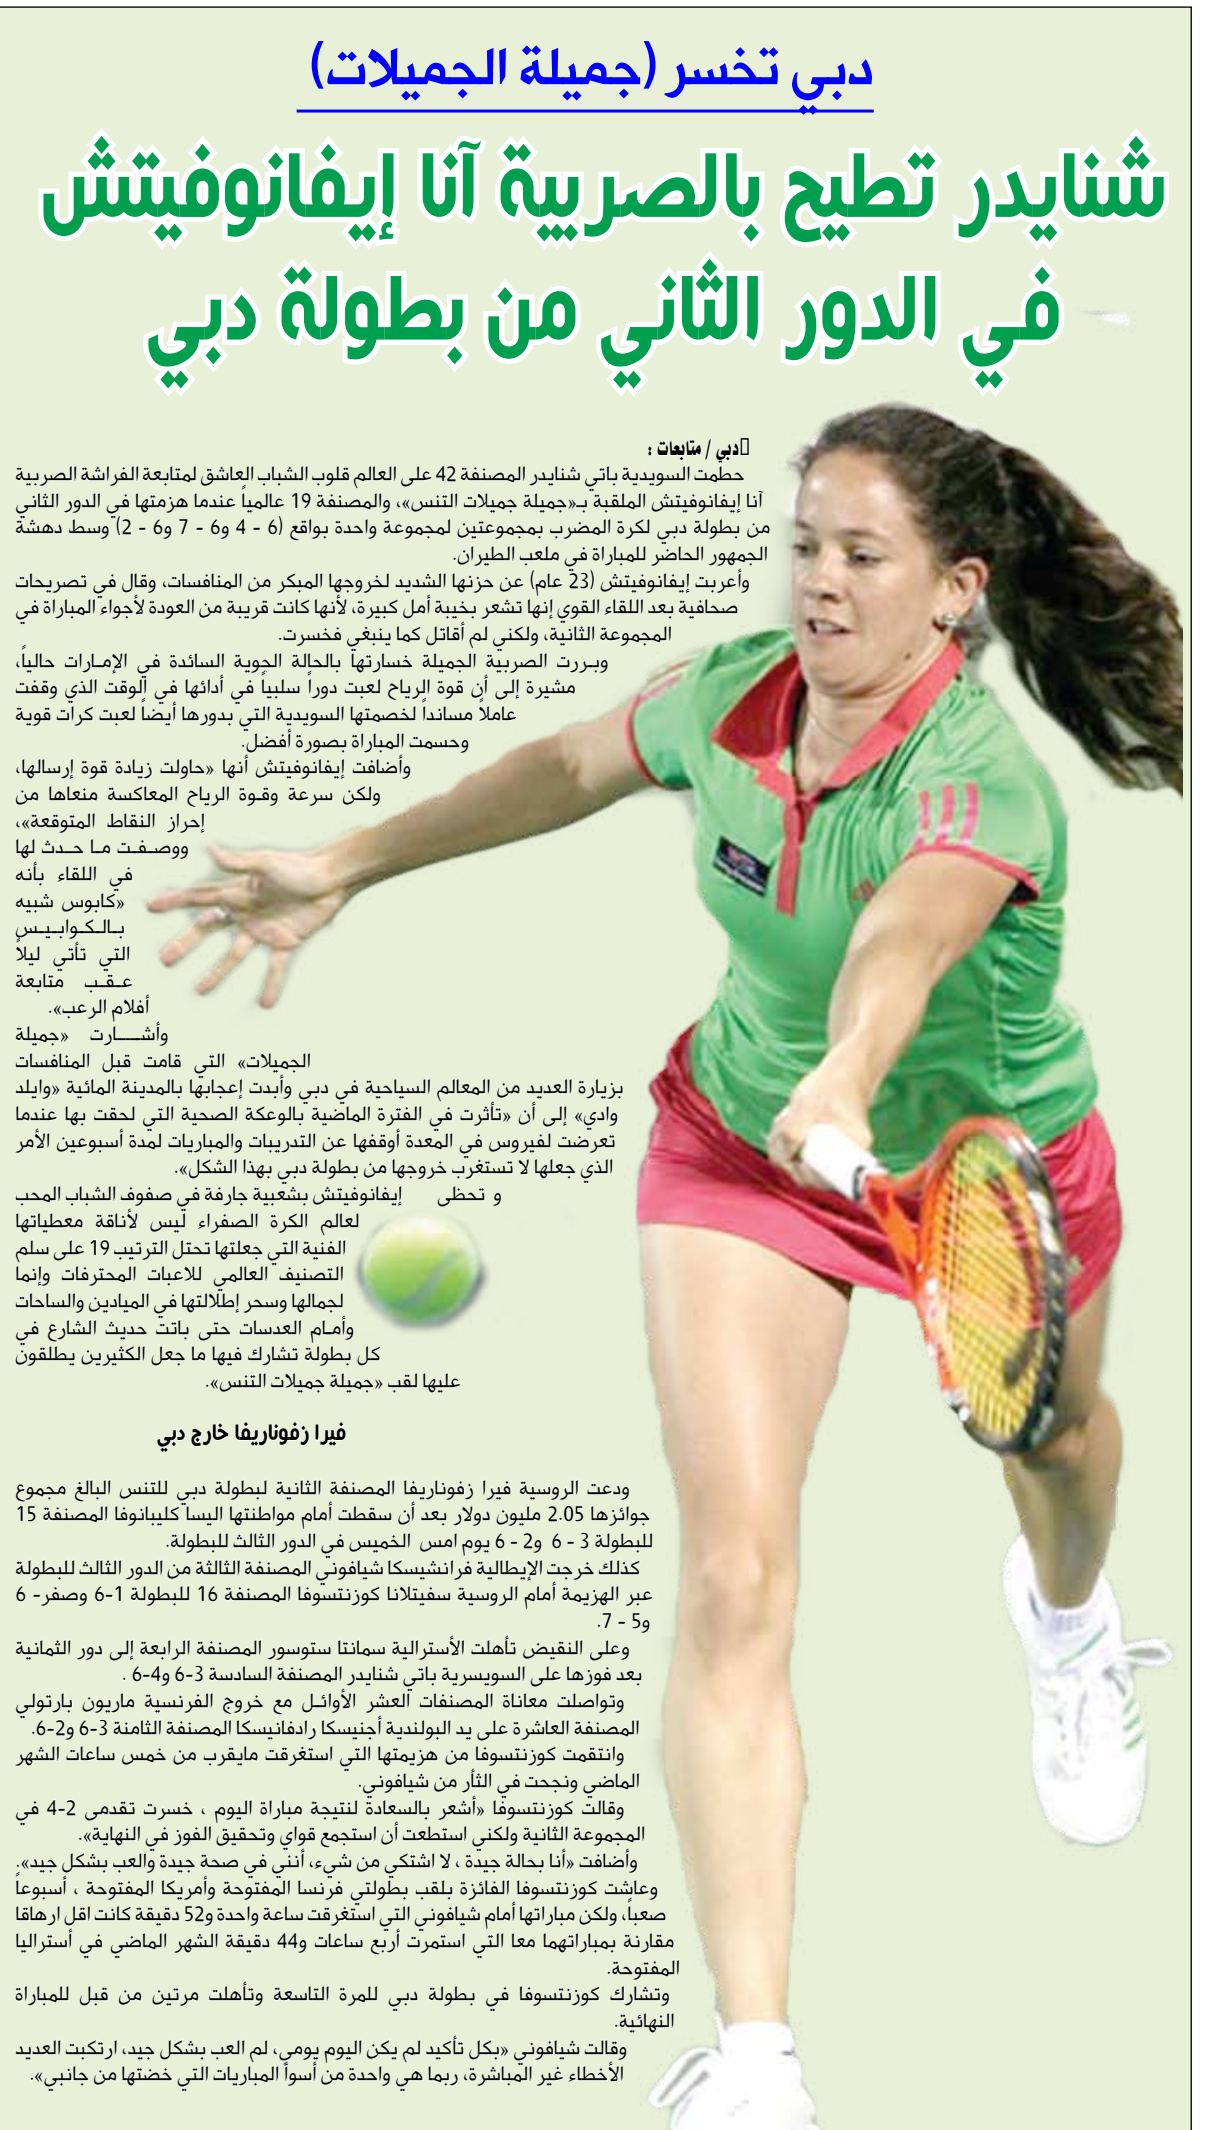 دبي تخسر (جميلة الجميلات)
شنايدر تطيح بالصربية آنا إيفانوفيتش
في الدور الثاني من بطولة دبي
دبي / متابعات :
حطمت السويدية باتي شنايدر المصنفة 42 على العالم قلوب الشباب العاشق لمتابعة الفراشة الصربية
آنا إيفانوفيتش الملقبة بـ«جميلة جميلات التنس»، والمصنفة 19 عالمياً عندما هزمتها في الدور الثاني
من بطولة دبي لكرة المضرب بمجموعتين لمجموعة واحدة بواقع (6 - 4 و6 - 7 و6 - 2) وسط دهشة
الجمهور الحاضر للمباراة في ملعب الطيران.
وأعربت إيفانوفيتش (23 عام) عن حزنها الشديد لخروجها المبكر من المنافسات، وقال في تصريحات
صحافية بعد اللقاء القوي إنها تشعر بخيبة أمل كبيرة، لأنها كانت قريبة من العودة لأجواء المباراة في
المجموعة الثانية، ولكني لم أقاتل كما ينبغي فخسرت.
وبـررت الصربية الجميلة خسارتها بالحالة الجوية السائدة في الإمـارات حالياً،
مشيرة إلى أن قوة الرياح لعبت دوراً سلبياً في أدائها في الوقت الذي وقفت
عاملاً مسانداً لخصمتها السويدية التي بدورها أيضاً لعبت كرات قوية
وحسمت المباراة بصورة أفضل.
وأضافت إيفانوفيتش أنها «حاولت زيادة قوة إرسالها،
ولكن سرعة وقـوة الرياح المعاكسة منعاها من
إحراز النقاط المتوقعة»،
ووصـفـت مـا حـدث لها
في اللقاء بأنه
«كابوس شبيه
بـالـكـوابـيـس
التي تأتي ليلاً
عـقـب متابعة
أفلام الرعب».
وأشــــارت «جميلة
الجميلات» التي قامت قبل المنافسات
بزيارة العديد من المعالم السياحية في دبي وأبدت إعجابها بالمدينة المائية «وايلد
وادي» إلى أن «تأثرت في الفترة الماضية بالوعكة الصحية التي لحقت بها عندما
تعرضت لفيروس في المعدة أوقفها عن التدريبات والمباريات لمدة أسبوعين الأمر
الذي جعلها لا تستغرب خروجها من بطولة دبي بهذا الشكل».
و تحظى إيفانوفيتش بشعبية جارفة في صفوف الشباب المحب
لعالم الكرة الصفراء ليس لأناقة معطياتها
الفنية التي جعلتها تحتل الترتيب 19 على سلم
التصنيف العالمي للاعبات المحترفات وإنما
لجمالها وسحر إطلالتها في الميادين والساحات
وأمـام العدسات حتى باتت حديث الشارع في
كل بطولة تشارك فيها ما جعل الكثيرين يطلقون
عليها لقب «جميلة جميلات التنس».
فيرا زفوناريفا خارج دبي
ودعت الروسية فيرا زفوناريفا المصنفة الثانية لبطولة دبي للتنس البالغ مجموع
جوائزها 2.05 مليون دولار بعد أن سقطت أمام مواطنتها اليسا كليبانوفا المصنفة 15
للبطولة 3 - 6 و2 - 6 يوم امس الخميس في الدور الثالث للبطولة.
كذلك خرجت الإيطالية فرانشيسكا شيافوني المصنفة الثالثة من الدور الثالث للبطولة
عبر الهزيمة أمام الروسية سفيتلانا كوزنتسوفا المصنفة 16 للبطولة 1-6 وصفر- 6
و5 - 7.
وعلى النقيض تأهلت الأسترالية سمانتا ستوسور المصنفة الرابعة إلى دور الثمانية
بعد فوزها على السويسرية باتي شنايدر المصنفة السادسة 3-6 و4-6 .
وتواصلت معاناة المصنفات العشر الأوائـل مع خروج الفرنسية ماريون بارتولي
المصنفة العاشرة على يد البولندية أجنيسكا رادفانيسكا المصنفة الثامنة 3-6 و2-6.
وانتقمت كوزنتسوفا من هزيمتها التي استغرقت مايقرب من خمس ساعات الشهر
الماضي ونجحت في الثأر من شيافوني.
وقالت كوزنتسوفا «أشعر بالسعادة لنتيجة مباراة اليوم ، خسرت تقدمى 2-4 في
المجموعة الثانية ولكني استطعت أن استجمع قواي وتحقيق الفوز في النهاية».
وأضافت «أنا بحالة جيدة ، لا اشتكي من شيء، أنني في صحة جيدة والعب بشكل جيد».
وعاشت كوزنتسوفا الفائزة بلقب بطولتي فرنسا المفتوحة وأمريكا المفتوحة ، أسبوعاً
صعباً، ولكن مباراتها أمام شيافوني التي استغرقت ساعة واحدة و52 دقيقة كانت اقل ارهاقا
مقارنة بمباراتهما معا التي استمرت أربع ساعات و44 دقيقة الشهر الماضي في أستراليا
المفتوحة.
وتشارك كوزنتسوفا في بطولة دبي للمرة التاسعة وتأهلت مرتين من قبل للمباراة
النهائية.
وقالت شيافوني «بكل تأكيد لم يكن اليوم يومي، لم العب بشكل جيد، ارتكبت العديد
الأخطاء غير المباشرة، ربما هي واحدة من أسوأ المباريات التي خضتها من جانبي».